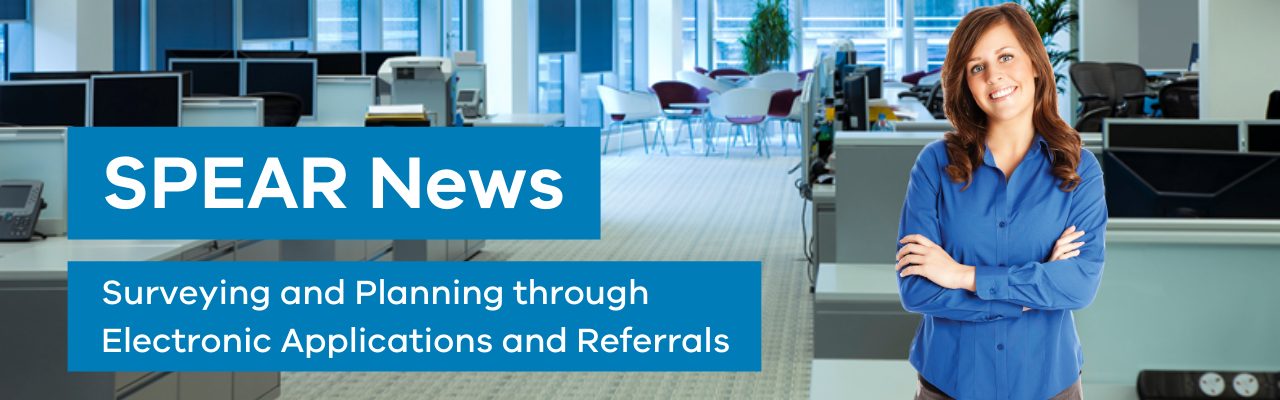 SPEAR News
Surveying and Planning through
Electronic Applications and Referrals